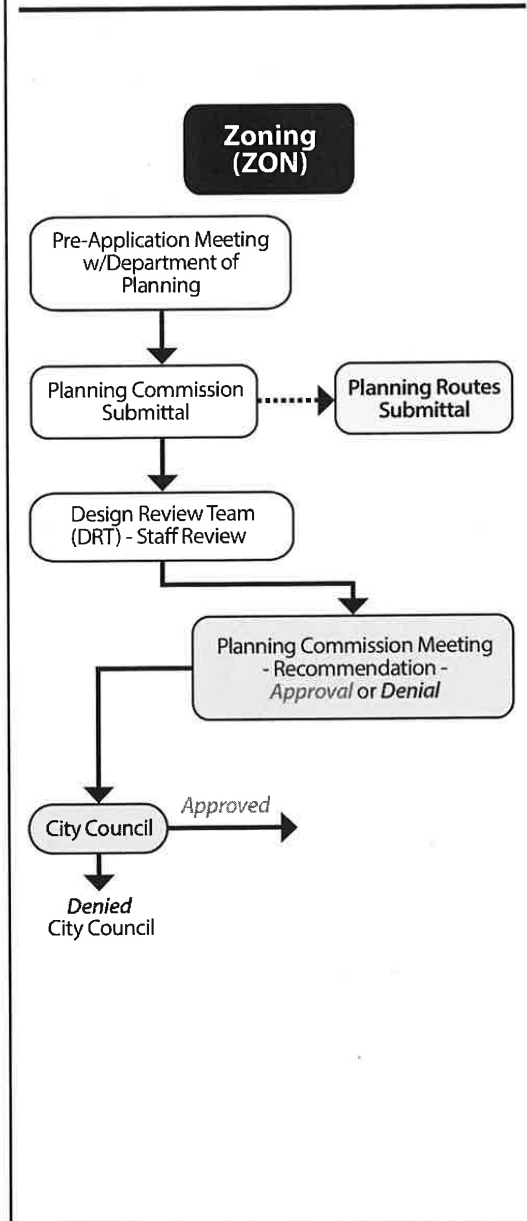 Zoning
(ZON)
Pre-Application Meeting
w/Department of
Planning
Planning Commission
Submittal
Planning Routes
Submittal
Design Review Team
(DRT) - Staff Review
Planning Commission Meeting
- Recommendation -
Approval or Denial
City Council
Approved
Denied
City Council